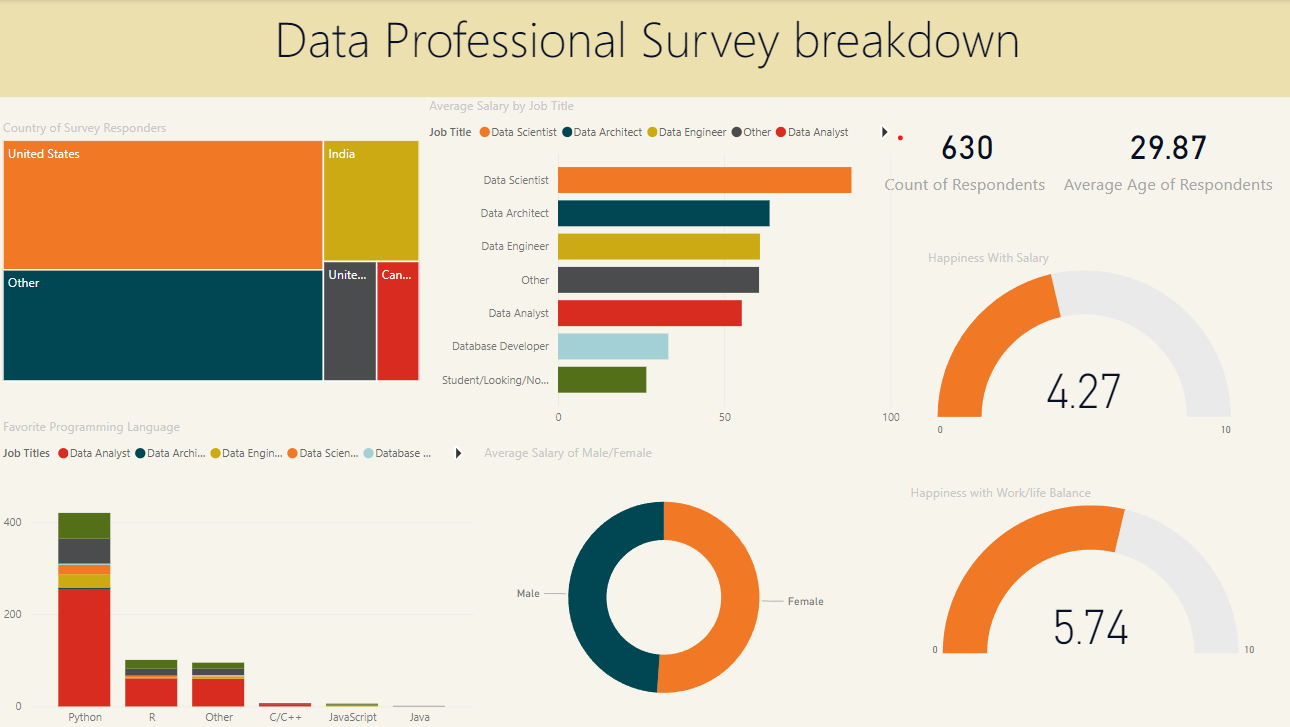 Data Professional Survey breakdown
Country of Survey Responders
United States
India
Other
Unite...
Can...
Average Salary by Job Title
Job Title Data Scientist Data Architect Data Engineer Other Data Analyst
Data Scientist
Data Architect
Data Engineer
Other
Data Analyst
Database Developer
Student/Looking/No...
0 50 100
630
Count of Respondents
29.87
Average Age of Respondents
Happiness With Salary
4.27
0 10
Favorite Programming Language
Job Titles Data Analyst Data Archi... Data Engin... Data Scien... Database ...
400
200
0
Python R Other C/C++ JavaScript Java
Average Salary of Male/Female
Male
Female
Happiness with Work/life Balance
5.74
0 10